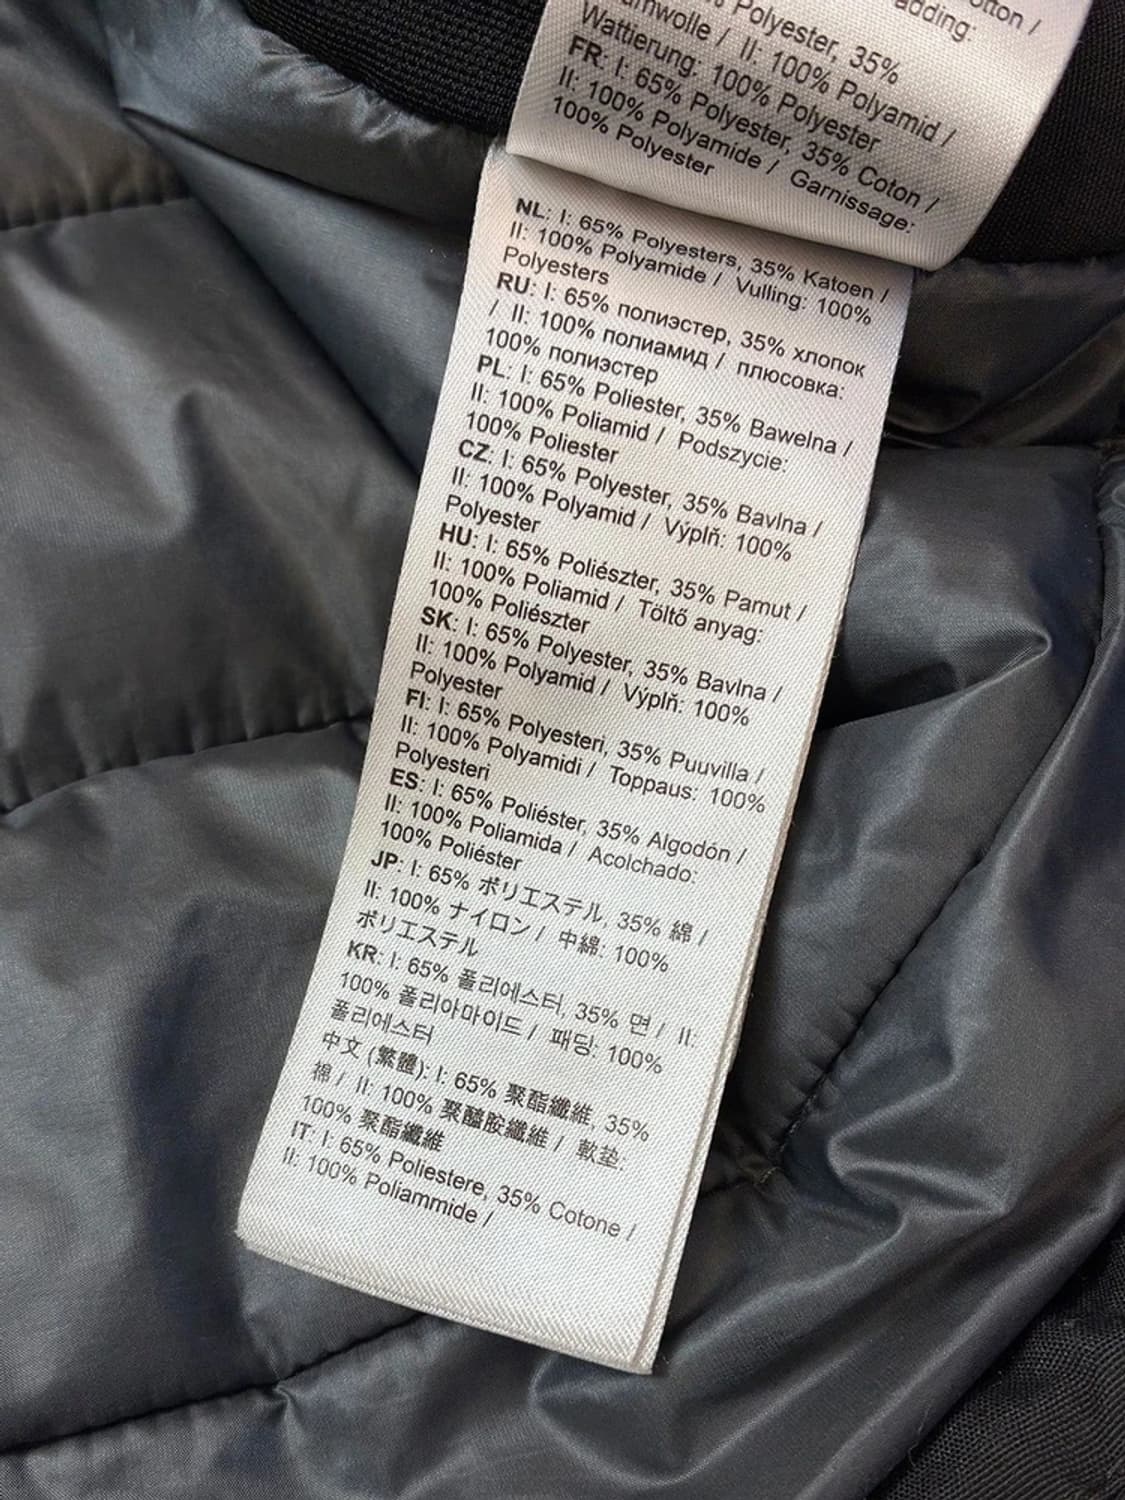 otton /
adding:
Polyester, 35%
wolle / II: 100% Polyamid /
Wattierung: 100% Polyester
FR: I: 65% Polyester, 35% Coton /
II: 100% Polyamide / Garnissage:
100% Polyester
NL: I: 65% Polyesters, 35% Katoen /
II: 100% Polyamide / Vulling: 100%
Polyesters
RU: I: 65% полиэстер, 35% хлопок
/ II: 100% полиамид / плюсовка:
100% полиэстер
PL: I: 65% Poliester, 35% Bawelna /
II: 100% Poliamid / Podszycie:
100% Poliester
CZ: I: 65% Polyester, 35% Bavlna /
II: 100% Polyamid / Výplň: 100%
Polyester
HU: I: 65% Poliészter, 35% Pamut /
II: 100% Poliamid / Töltő anyag:
100% Poliészter
SK: I: 65% Polyester, 35% Bavlna /
II: 100% Polyamid / Výplň: 100%
Polyester
FI: I: 65% Polyesteri, 35% Puuvilla /
II: 100% Polyamidi / Toppaus: 100%
Polyesteri
ES: I: 65% Poliéster, 35% Algodón /
II: 100% Poliamida / Acolchado:
100% Poliéster
JP: I: 65% ポリエステル, 35% 綿 /
II: 100% ナイロン / 中綿: 100%
ポリエステル
KR: I: 65% 폴리에스터, 35% 면 / II:
100% 폴리아마이드 / 패딩: 100%
폴리에스터
中文 (繁體): I: 65% 聚酯纖維, 35%
棉 / II: 100% 聚醯胺纖維 / 軟墊:
100% 聚酯纖維
IT: I: 65% Poliestere, 35% Cotone /
II: 100% Poliammide /